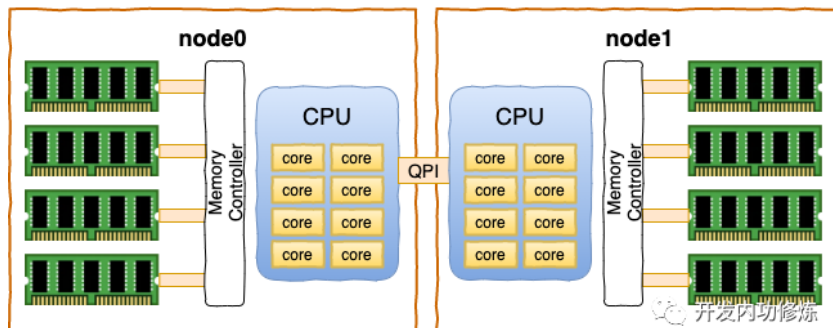 node0
node1
Memory Controller
CPU
core core
core core
core core
core core
QPI
CPU
core core
core core
core core
core core
Memory Controller
开发内功修炼